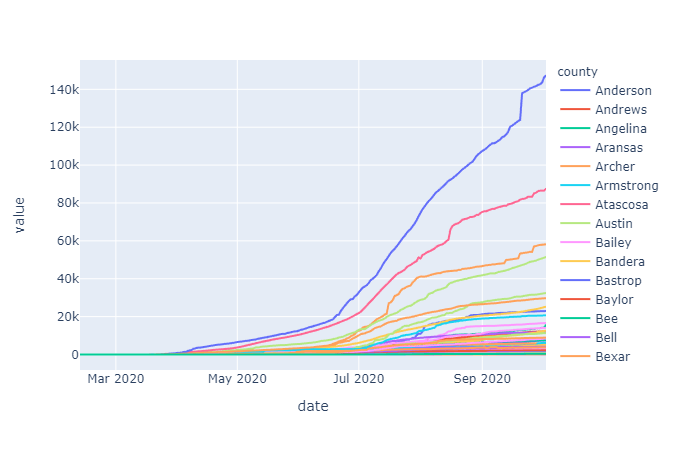 county
Anderson
Andrews
Angelina
Aransas
Archer
Armstrong
Atascosa
Austin
Bailey
Bandera
Bastrop
Baylor
Bee
Bell
Bexar
140k
120k
100k
80k
60k
40k
20k
0
value
Mar 2020 May 2020 Jul 2020 Sep 2020
date